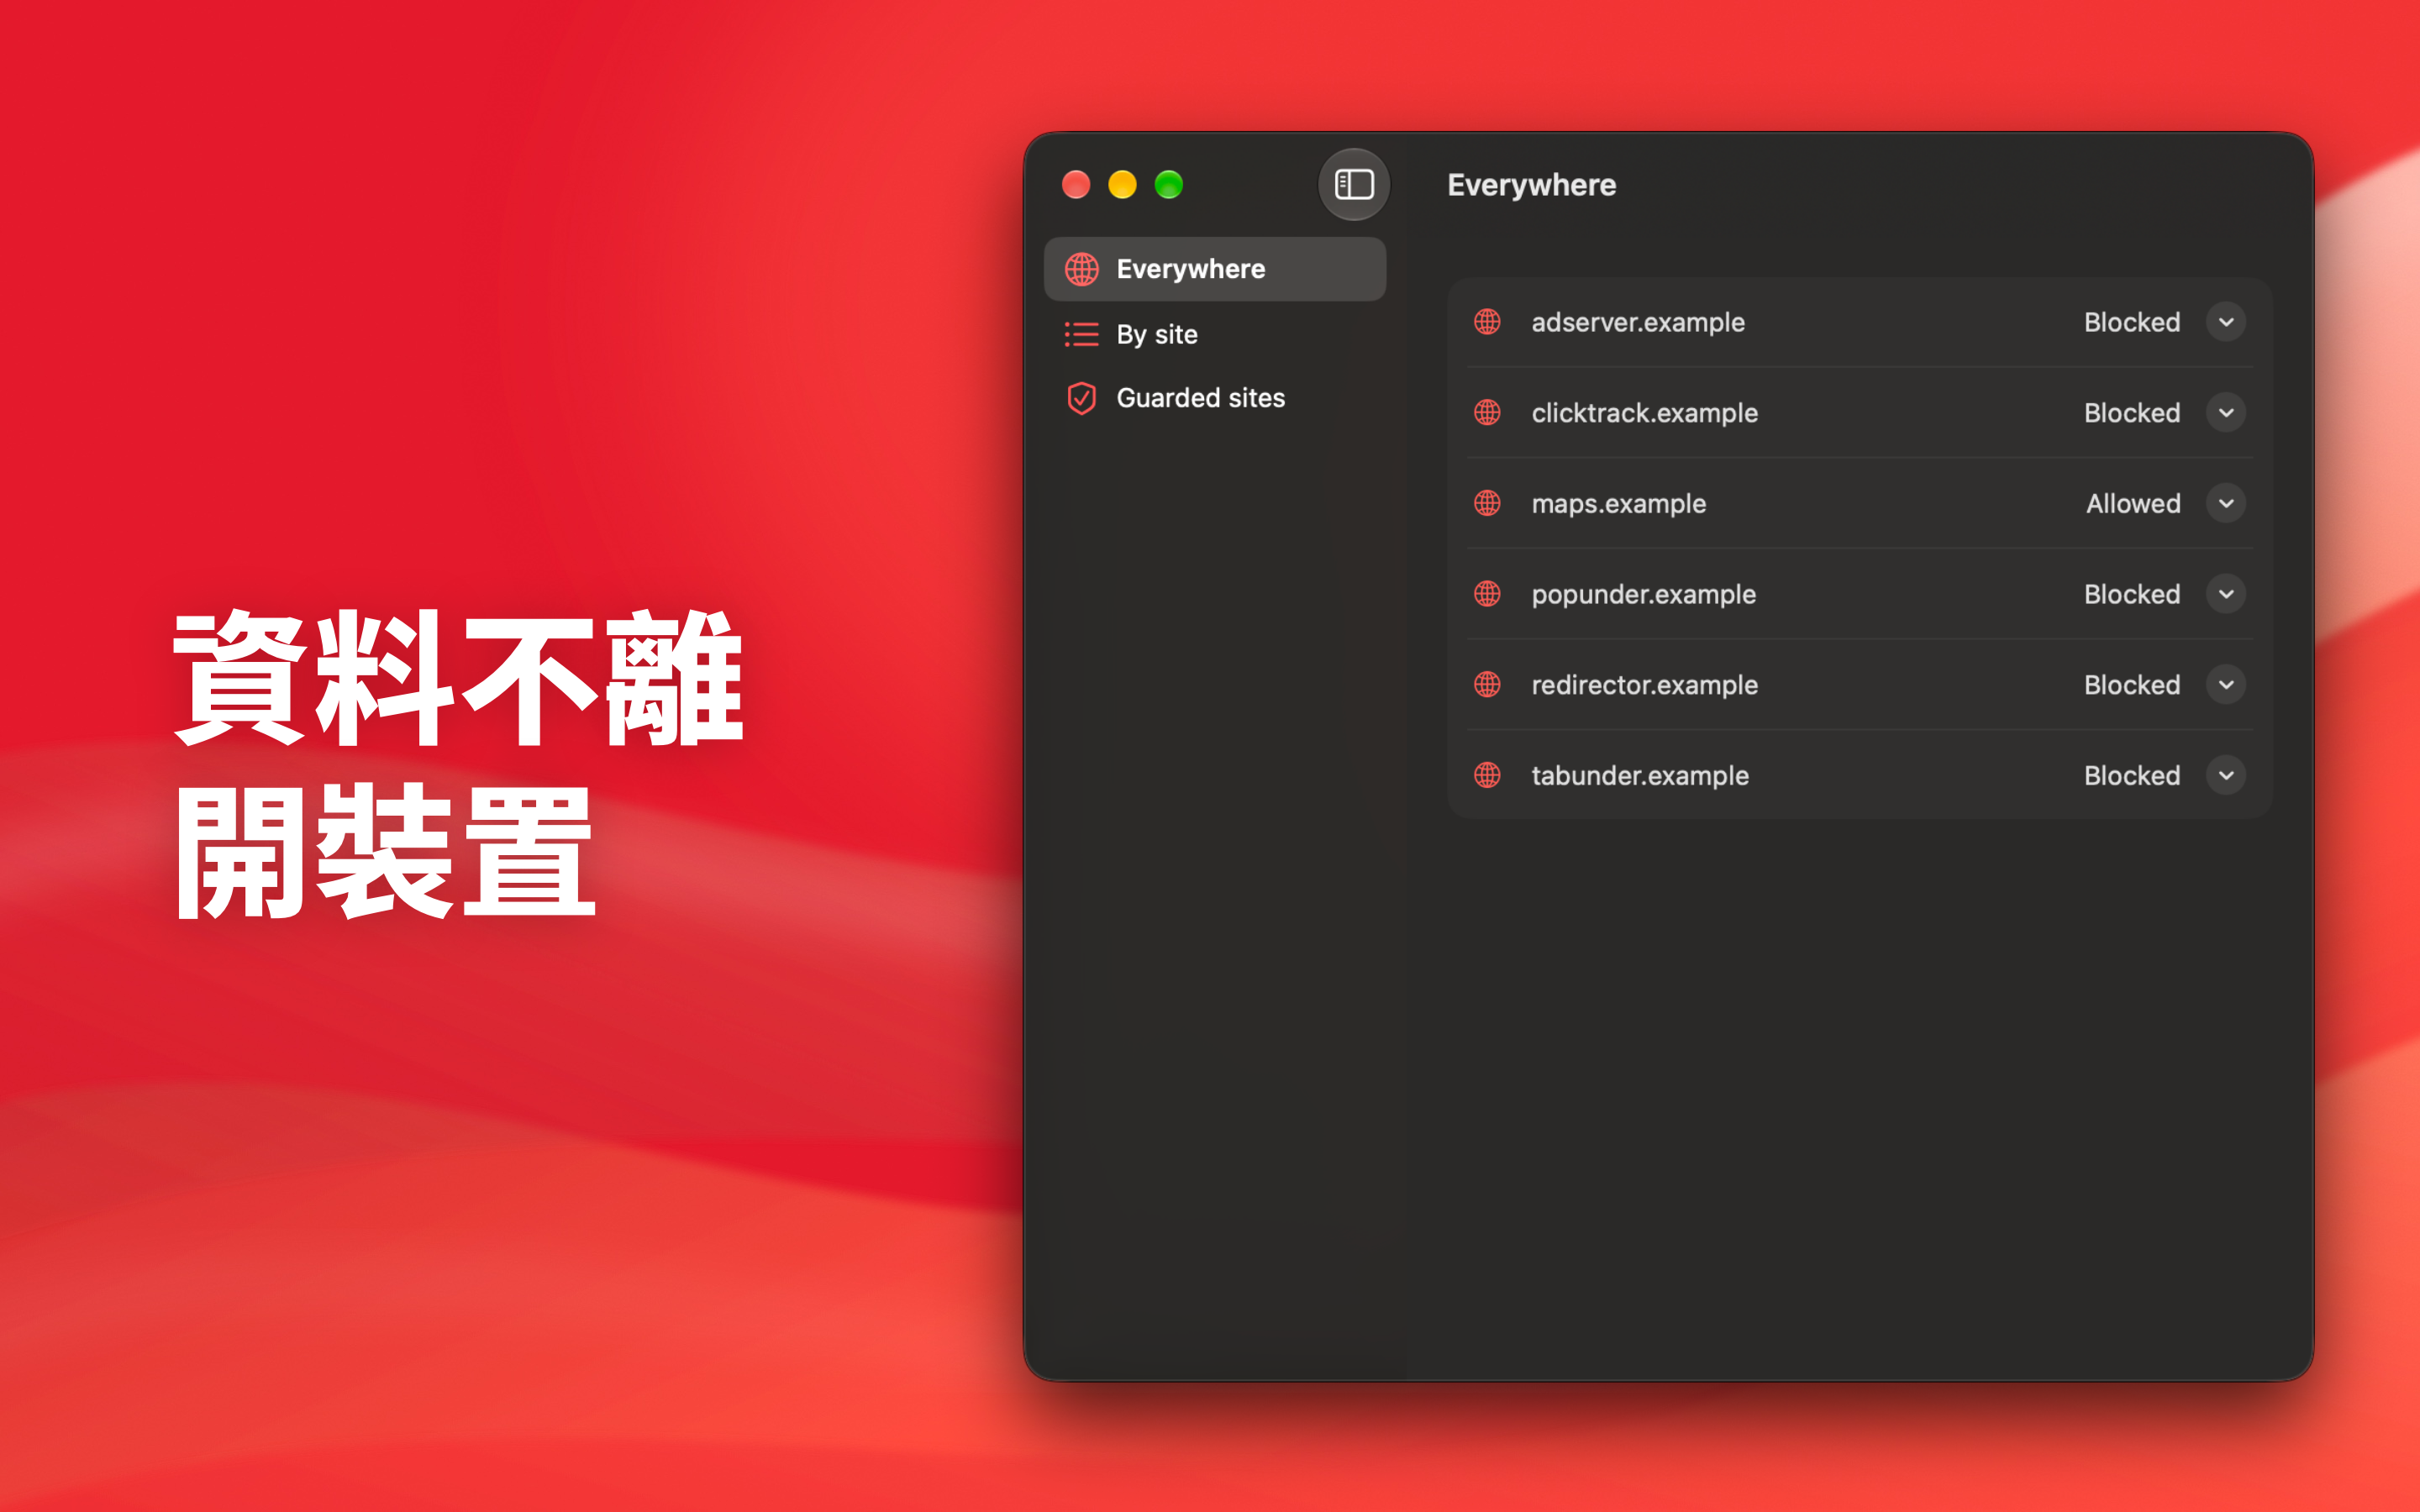 資料不離
開裝置
Everywhere
By site
Guarded sites
Everywhere
adserver.example Blocked
clicktrack.example Blocked
maps.example Allowed
popunder.example Blocked
redirector.example Blocked
tabunder.example Blocked